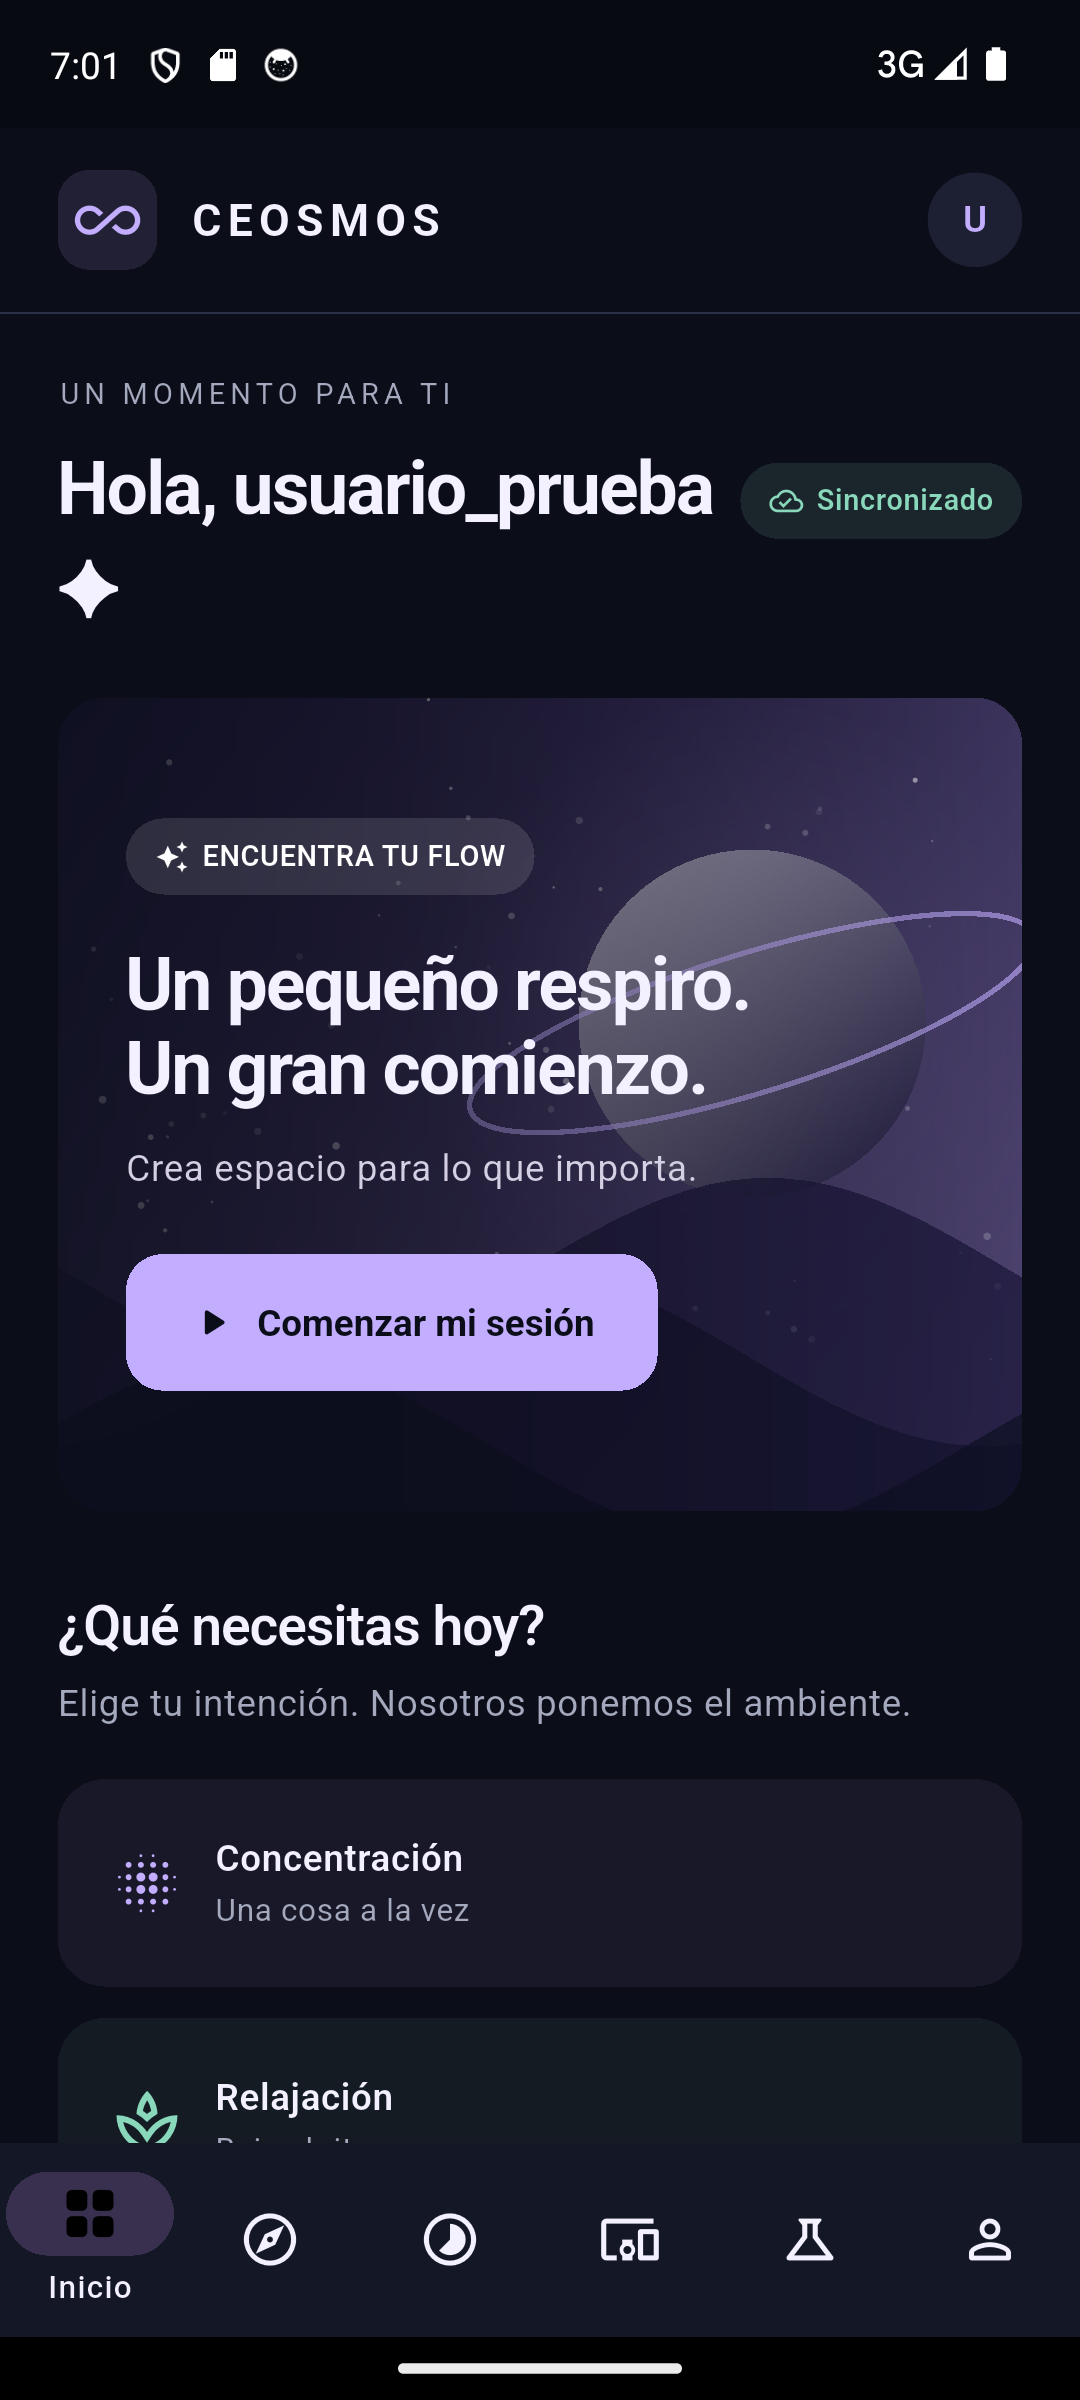 7:01
3G
CEOSMOS
U
UN MOMENTO PARA TI
Hola, usuario_prueba
Sincronizado
ENCUENTRA TU FLOW
Un pequeño respiro.
Un gran comienzo.
Crea espacio para lo que importa.
Comenzar mi sesión
¿Qué necesitas hoy?
Elige tu intención. Nosotros ponemos el ambiente.
Concentración
Una cosa a la vez
Relajación
Inicio